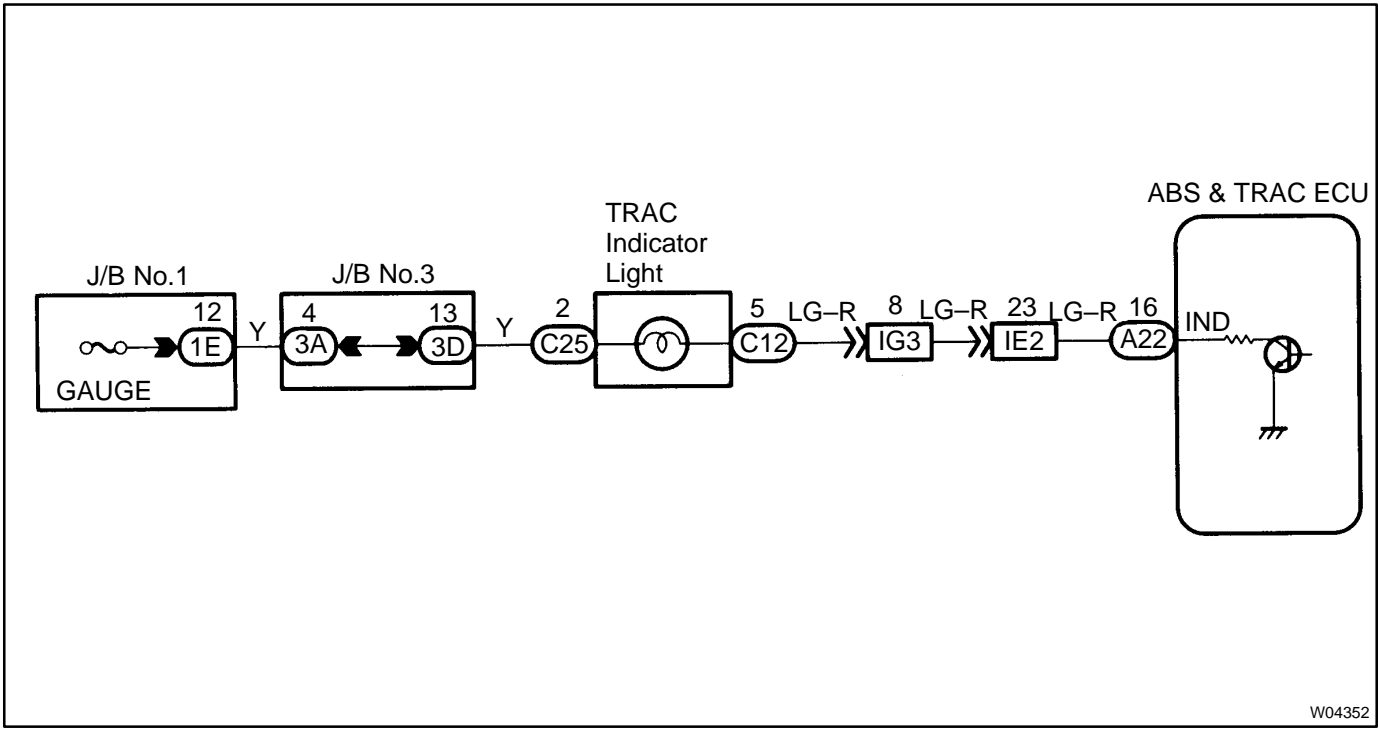 ABS & TRAC ECU
TRAC
Indicator
Light
J/B No.1
J/B No.3
12
Y
4
13
Y
2
5
LG–R
8
LG–R
23
LG–R
16
IND
1E
3A
3D
C25
C12
IG3
IE2
A22
GAUGE
W04352